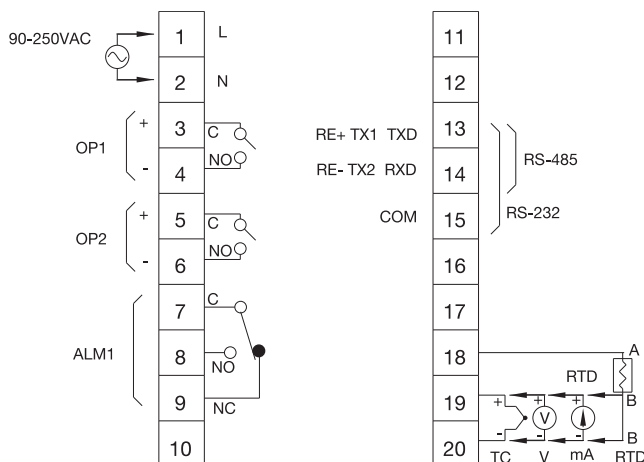 90-250VAC
1 L
2 N
OP1
+ 3 C
- 4 NO
OP2
+ 5 C
- 6 NO
ALM1
7 C
8 NO
9 NC
10
11
12
RE+ TX1 TXD 13
RE- TX2 RXD 14
RS-485
COM 15
RS-232
16
17
18 A
RTD
19 + + + B
V
20 - - - B
TC V mA RTD